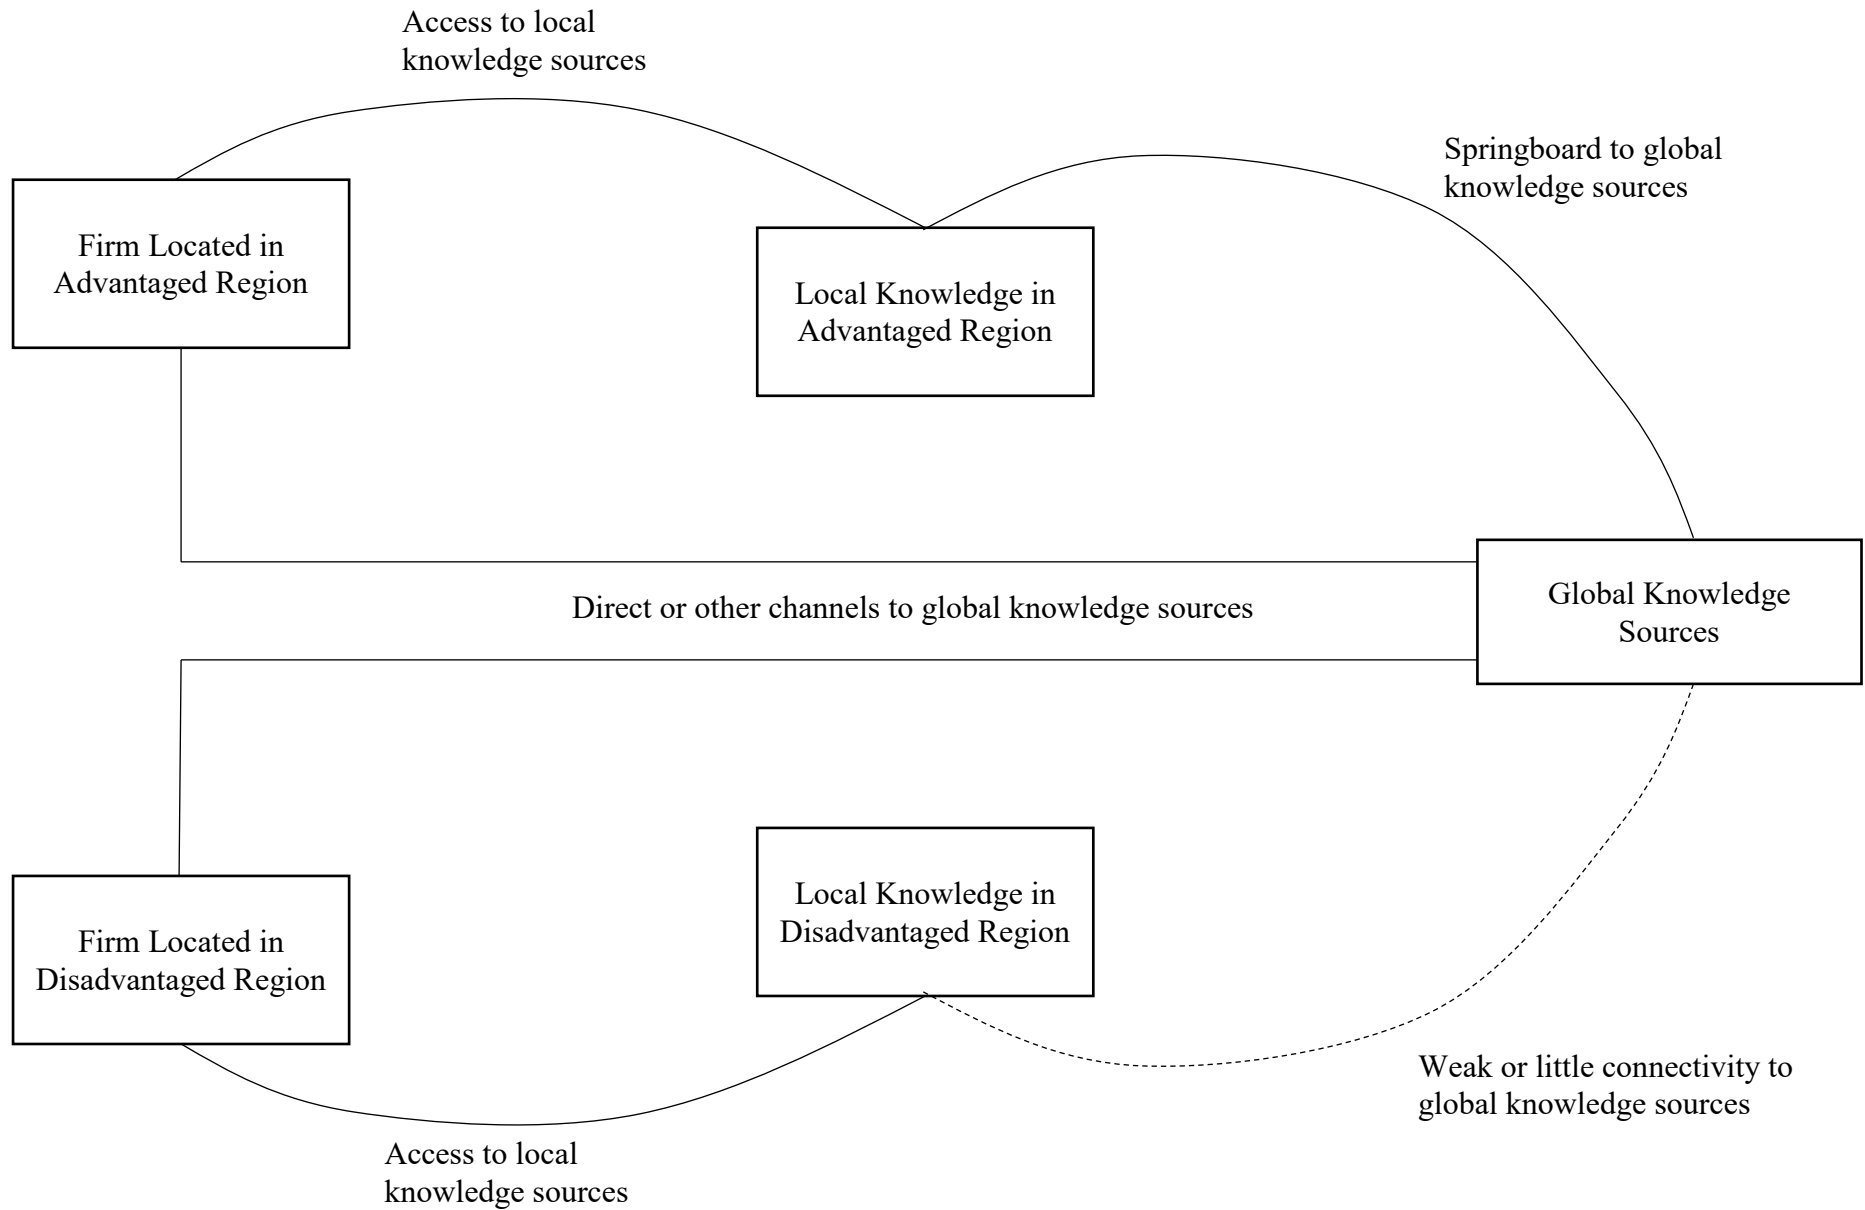 Access to local
knowledge sources
Springboard to global
knowledge sources
Firm Located in
Advantaged Region
Local Knowledge in
Advantaged Region
Direct or other channels to global knowledge sources
Global Knowledge
Sources
Local Knowledge in
Disadvantaged Region
Firm Located in
Disadvantaged Region
Weak or little connectivity to
global knowledge sources
Access to local
knowledge sources